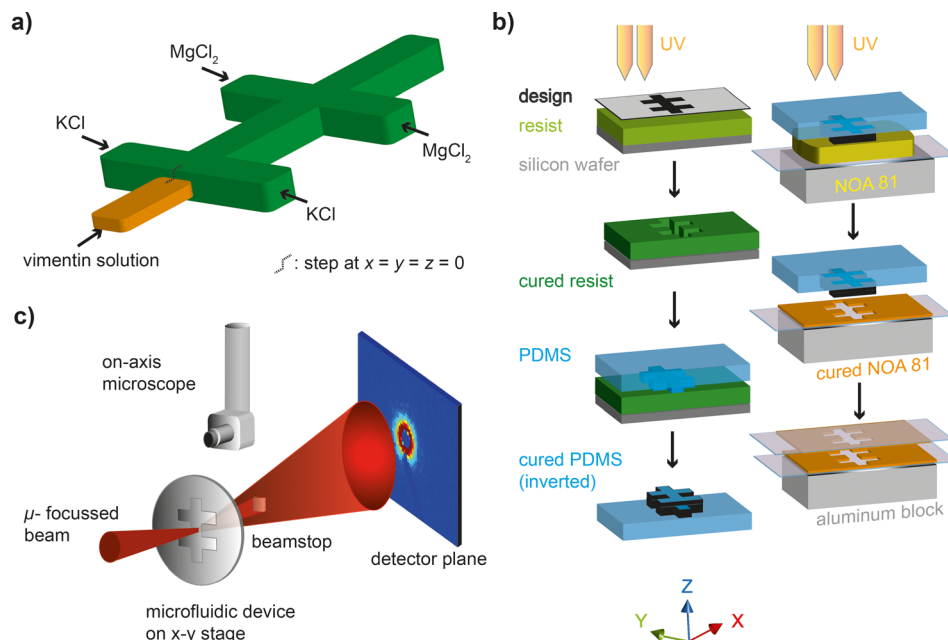 a)
MgCl2
KCl
MgCl2
KCl
vimentin solution
: step at x = y = z = 0
b)
UV
UV
design
resist
silicon wafer
NOA 81
cured resist
PDMS
cured NOA 81
cured PDMS
(inverted)
aluminum block
Z
Y
X
c)
on-axis
microscope
μ- focussed
beam
beamstop
detector plane
microfluidic device
on x-y stage